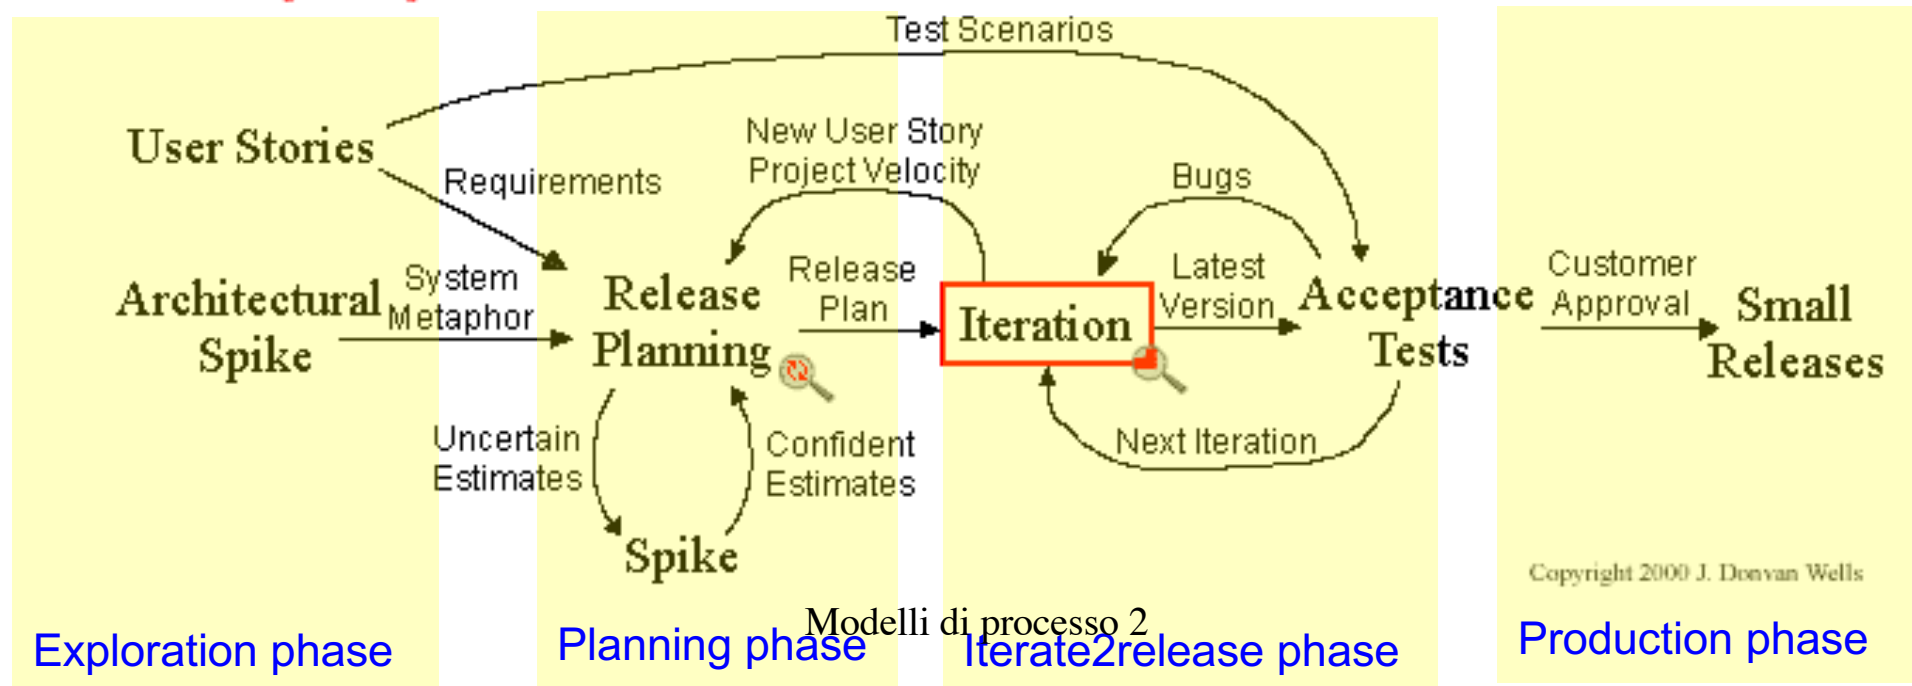 Test Scenarios
User Stories
New User Story
Project Velocity
Requirements
Bugs
Architectural
Spike
System
Metaphor
Release
Planning
Release
Plan
Iteration
Latest
Version
Acceptance
Tests
Customer
Approval
Small
Releases
Uncertain
Estimates
Confident
Estimates
Next Iteration
Spike
Copyright 2000 J. Donvan Wells
Modelli di processo 2
Exploration phase
Planning phase
Iterate2release phase
Production phase